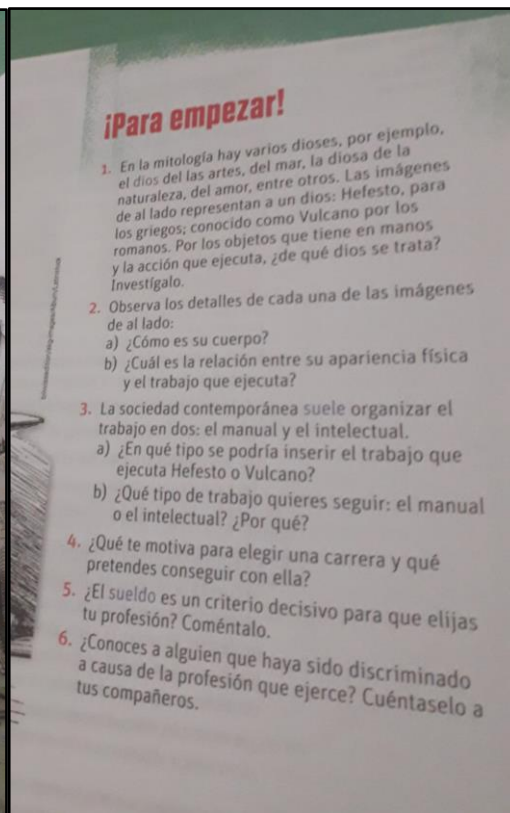 ¡Para empezar!
1. En la mitología hay varios dioses, por ejemplo,
el dios del las artes, del mar, la diosa de la
naturaleza, del amor, entre otros. Las imágenes
de al lado representan a un dios: Hefesto, para
los griegos; conocido como Vulcano por los
romanos. Por los objetos que tiene en manos
y la acción que ejecuta, ¿de qué dios se trata?
Investígalo.
2. Observa los detalles de cada una de las imágenes
de al lado:
a) ¿Cómo es su cuerpo?
b) ¿Cuál es la relación entre su apariencia física
y el trabajo que ejecuta?
3. La sociedad contemporánea suele organizar el
trabajo en dos: el manual y el intelectual.
a) ¿En qué tipo se podría inserir el trabajo que
ejecuta Hefesto o Vulcano?
b) ¿Qué tipo de trabajo quieres seguir: el manual
o el intelectual? ¿Por qué?
4. ¿Qué te motiva para elegir una carrera y qué
pretendes conseguir con ella?
5. ¿El sueldo es un criterio decisivo para que elijas
tu profesión? Coméntalo.
6. ¿Conoces a alguien que haya sido discriminado
a causa de la profesión que ejerce? Cuéntaselo a
tus compañeros.